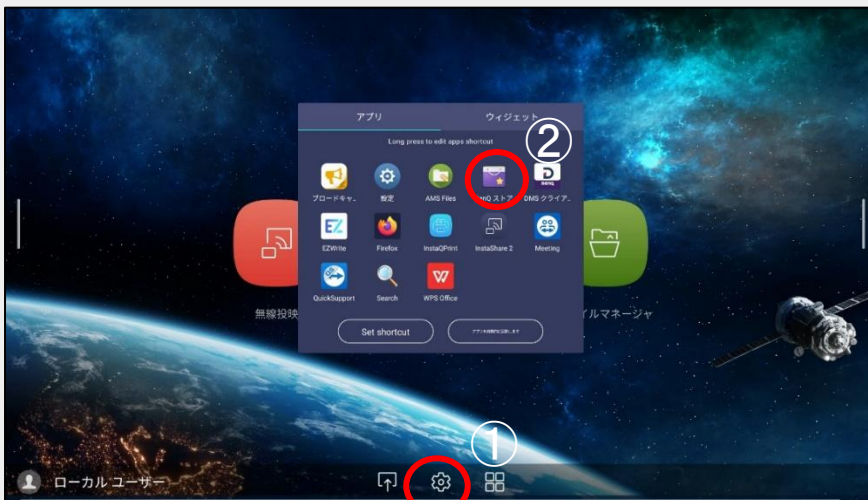 アプリ
ウィジェット
Long press to edit apps shortcut
②
ブロードキャ..
設定
AMS Files
enQ ストア
DMS クライア..
D
BENQ
EZ
EZWrite
Firefox
InstaQPrint
InstaShare 2
Meeting
W
QuickSupport
Search
WPS Office
無線投映
イルマネージャ
Set shortcut
①
ローカル ユーザー